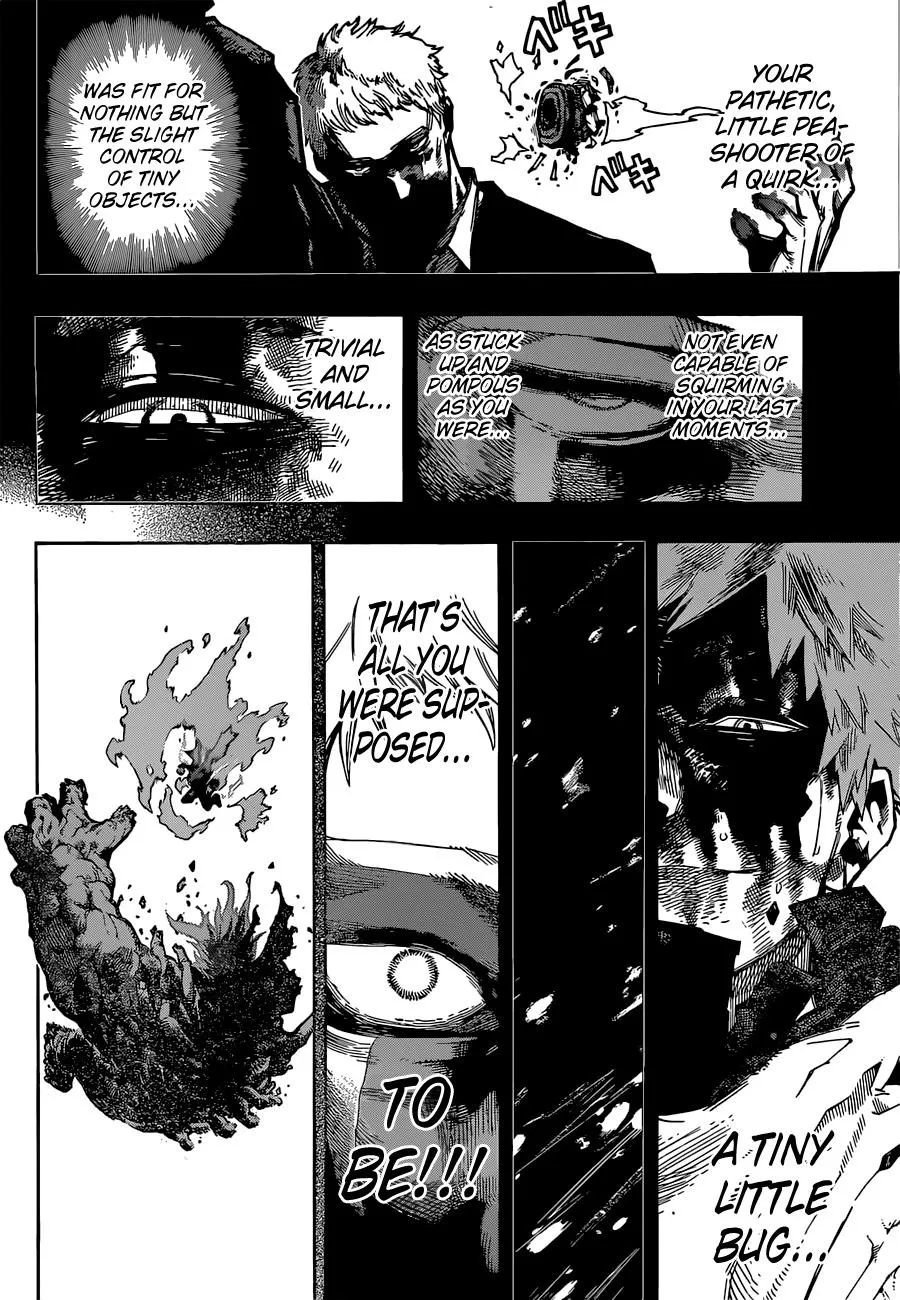 YOUR
PATHETIC,
LITTLE PEA-
SHOOTER OF
A QUIRK...
ベキ
ベキ
WAS FIT FOR
NOTHING BUT
THE SLIGHT
CONTROL
OF TINY
OBJECTS...
NOT EVEN
CAPABLE OF
SQUIRMING
IN YOUR LAST
MOMENTS...
AS STUCK
UP AND
POMPOUS
AS YOU
WERE...
TRIVIAL
AND
SMALL...
A TINY
LITTLE
BUG...
THAT'S
ALL YOU
WERE SUP-
POSED...
TO
BE!!!